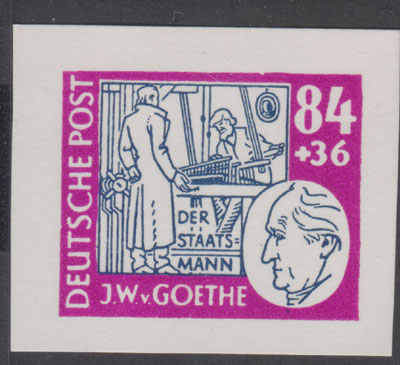 DEUTSCHE POST
84
+36
DER
STAATS=
MANN
J.W.v.GOETHE